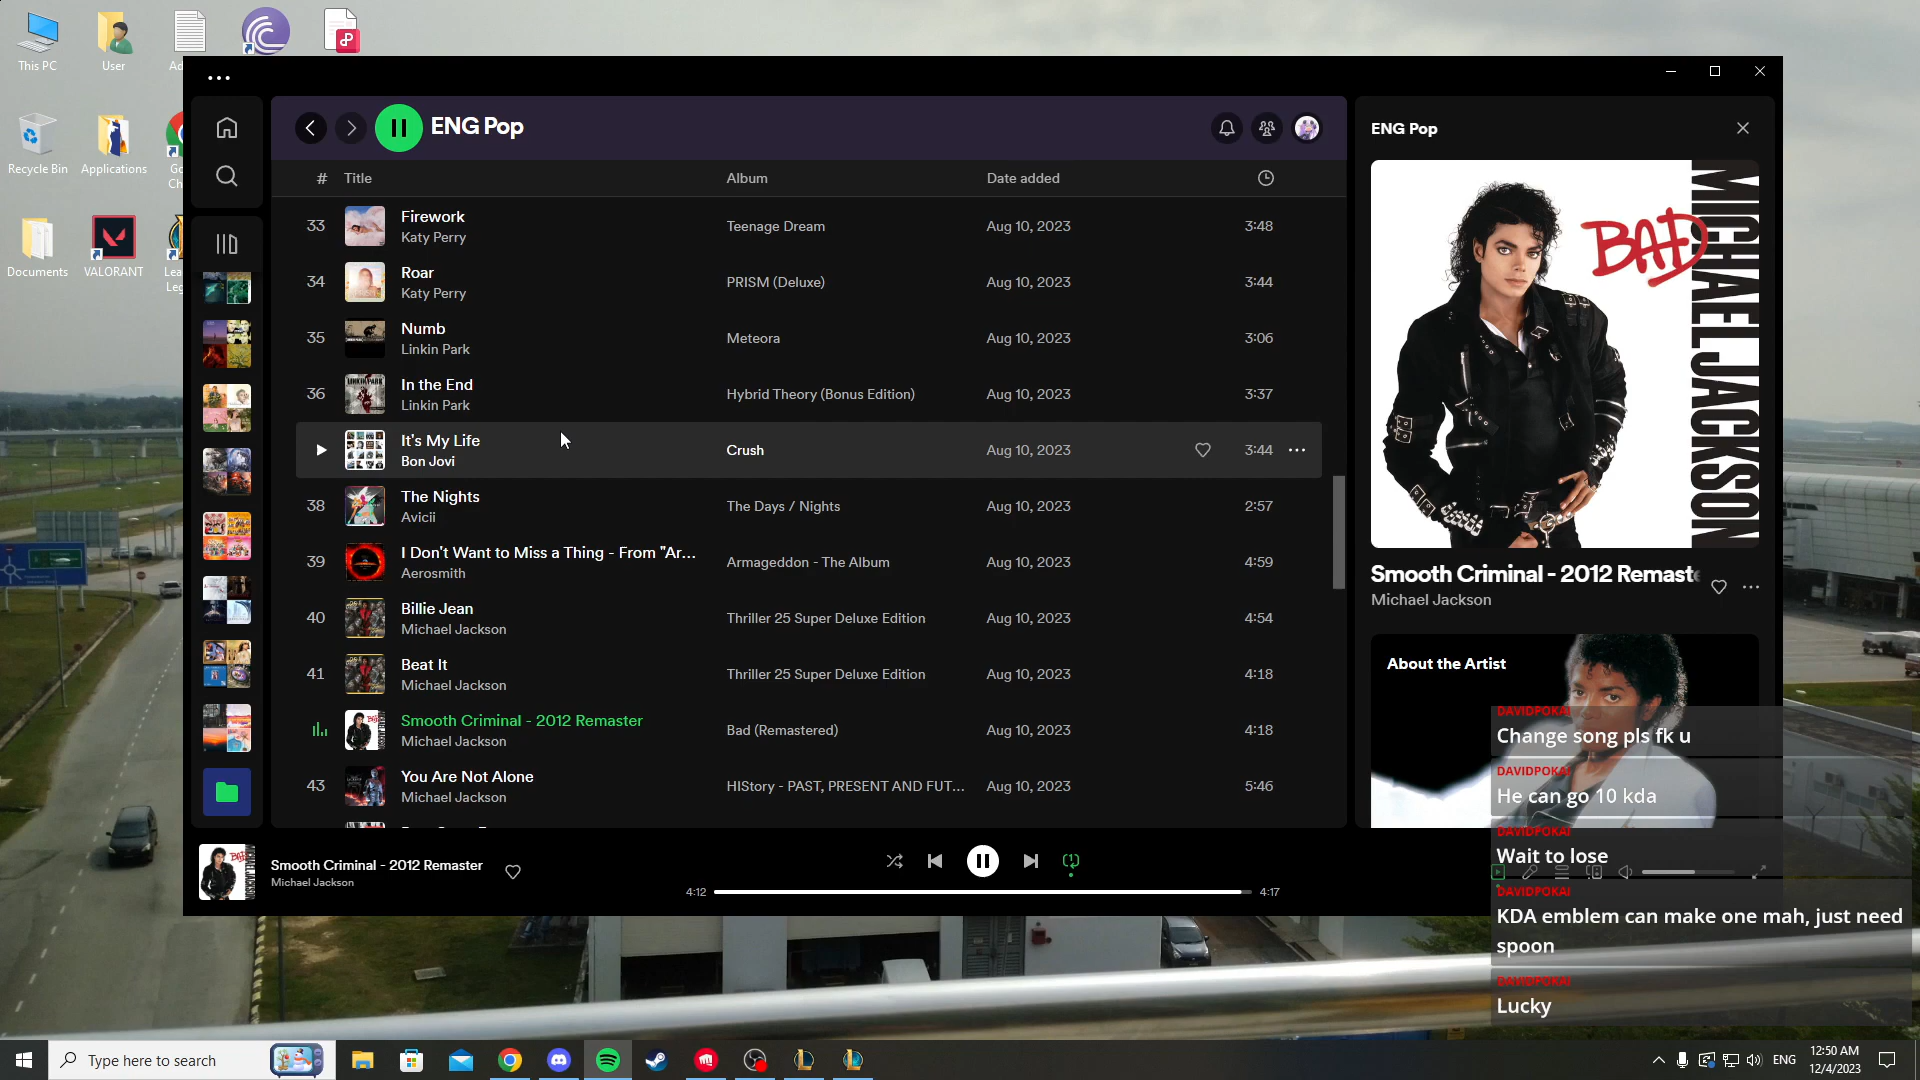 This PC
User
Recycle Bin
Applications
Documents
VALORANT
ENG Pop
# Title Album Date added
33 Firework Teenage Dream Aug 10, 2023 3:48
Katy Perry
34 Roar PRISM (Deluxe) Aug 10, 2023 3:44
Katy Perry
35 Numb Meteora Aug 10, 2023 3:06
Linkin Park
36 In the End Hybrid Theory (Bonus Edition) Aug 10, 2023 3:37
Linkin Park
It's My Life Crush Aug 10, 2023 3:44
Bon Jovi
38 The Nights The Days / Nights Aug 10, 2023 2:57
Avicii
39 I Don't Want to Miss a Thing - From "Ar... Armageddon - The Album Aug 10, 2023 4:59
Aerosmith
40 Billie Jean Thriller 25 Super Deluxe Edition Aug 10, 2023 4:54
Michael Jackson
41 Beat It Thriller 25 Super Deluxe Edition Aug 10, 2023 4:18
Michael Jackson
Smooth Criminal - 2012 Remaster Bad (Remastered) Aug 10, 2023 4:18
Michael Jackson
43 You Are Not Alone HIStory - PAST, PRESENT AND FUT... Aug 10, 2023 5:46
Michael Jackson
ENG Pop
BAD
MICHAEL JACKSON
Smooth Criminal - 2012 Remaste
Michael Jackson
About the Artist
DAVIDPOKAI
Change song pls fk u
DAVIDPOKAI
He can go 10 kda
DAVIDPOKAI
Wait to lose
DAVIDPOKAI
KDA emblem can make one mah, just need
spoon
DAVIDPOKAI
Lucky
Smooth Criminal - 2012 Remaster
Michael Jackson
4:12
4:17
Type here to search
ENG
12:50 AM
12/4/2023